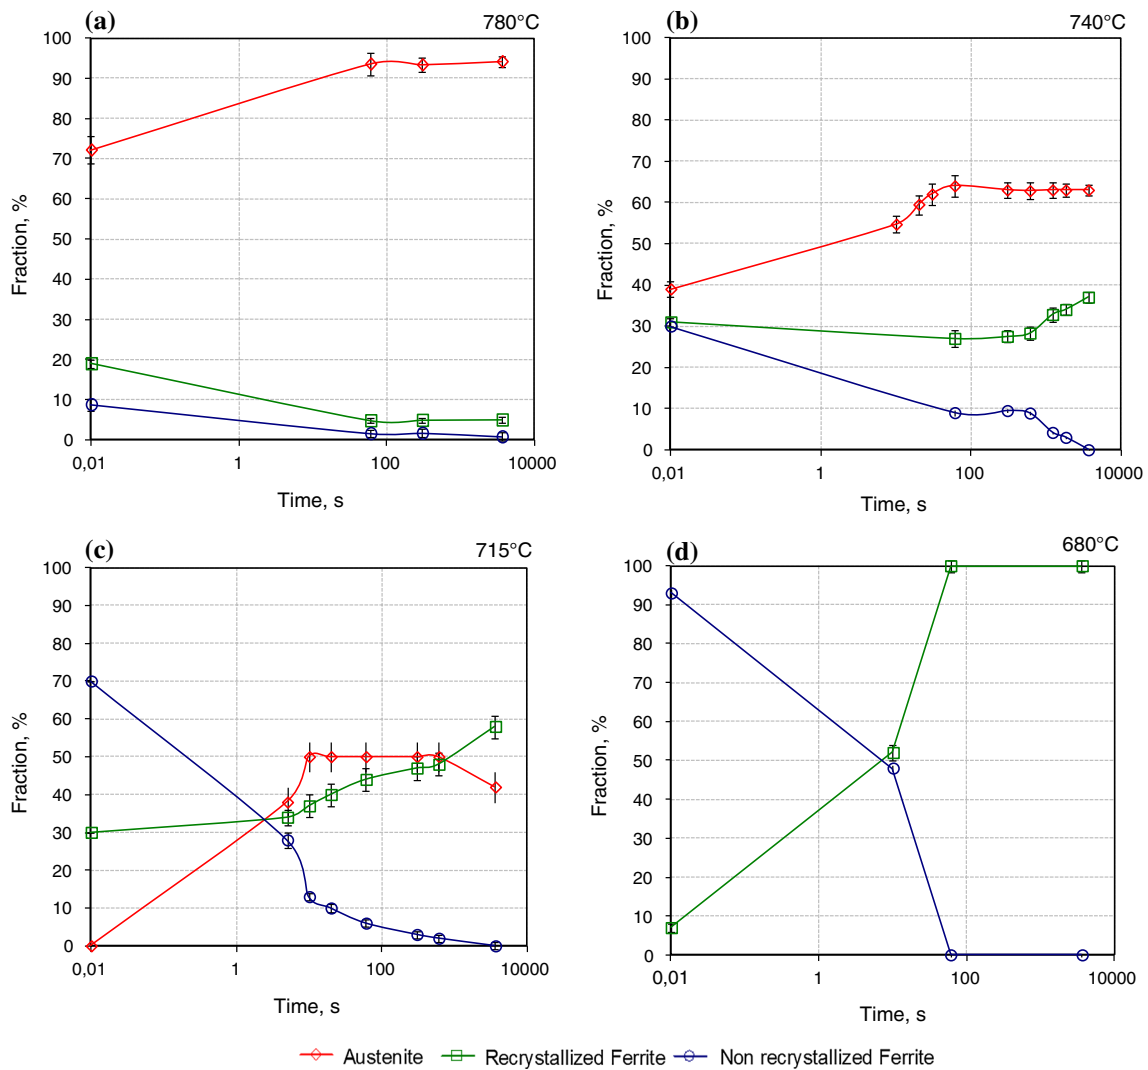 (a) 780°C
100
90
80
70
60
50
40
30
20
10
0
Fraction, %
0,01 1 100 10000
Time, s
(b) 740°C
100
90
80
70
60
50
40
30
20
10
0
Fraction, %
0,01 1 100 10000
Time, s
(c) 715°C
100
90
80
70
60
50
40
30
20
10
0
Fraction, %
0,01 1 100 10000
Time, s
(d) 680°C
100
90
80
70
60
50
40
30
20
10
0
Fraction, %
0,01 1 100 10000
Time, s
Austenite Recrystallized Ferrite Non recrystallized Ferrite